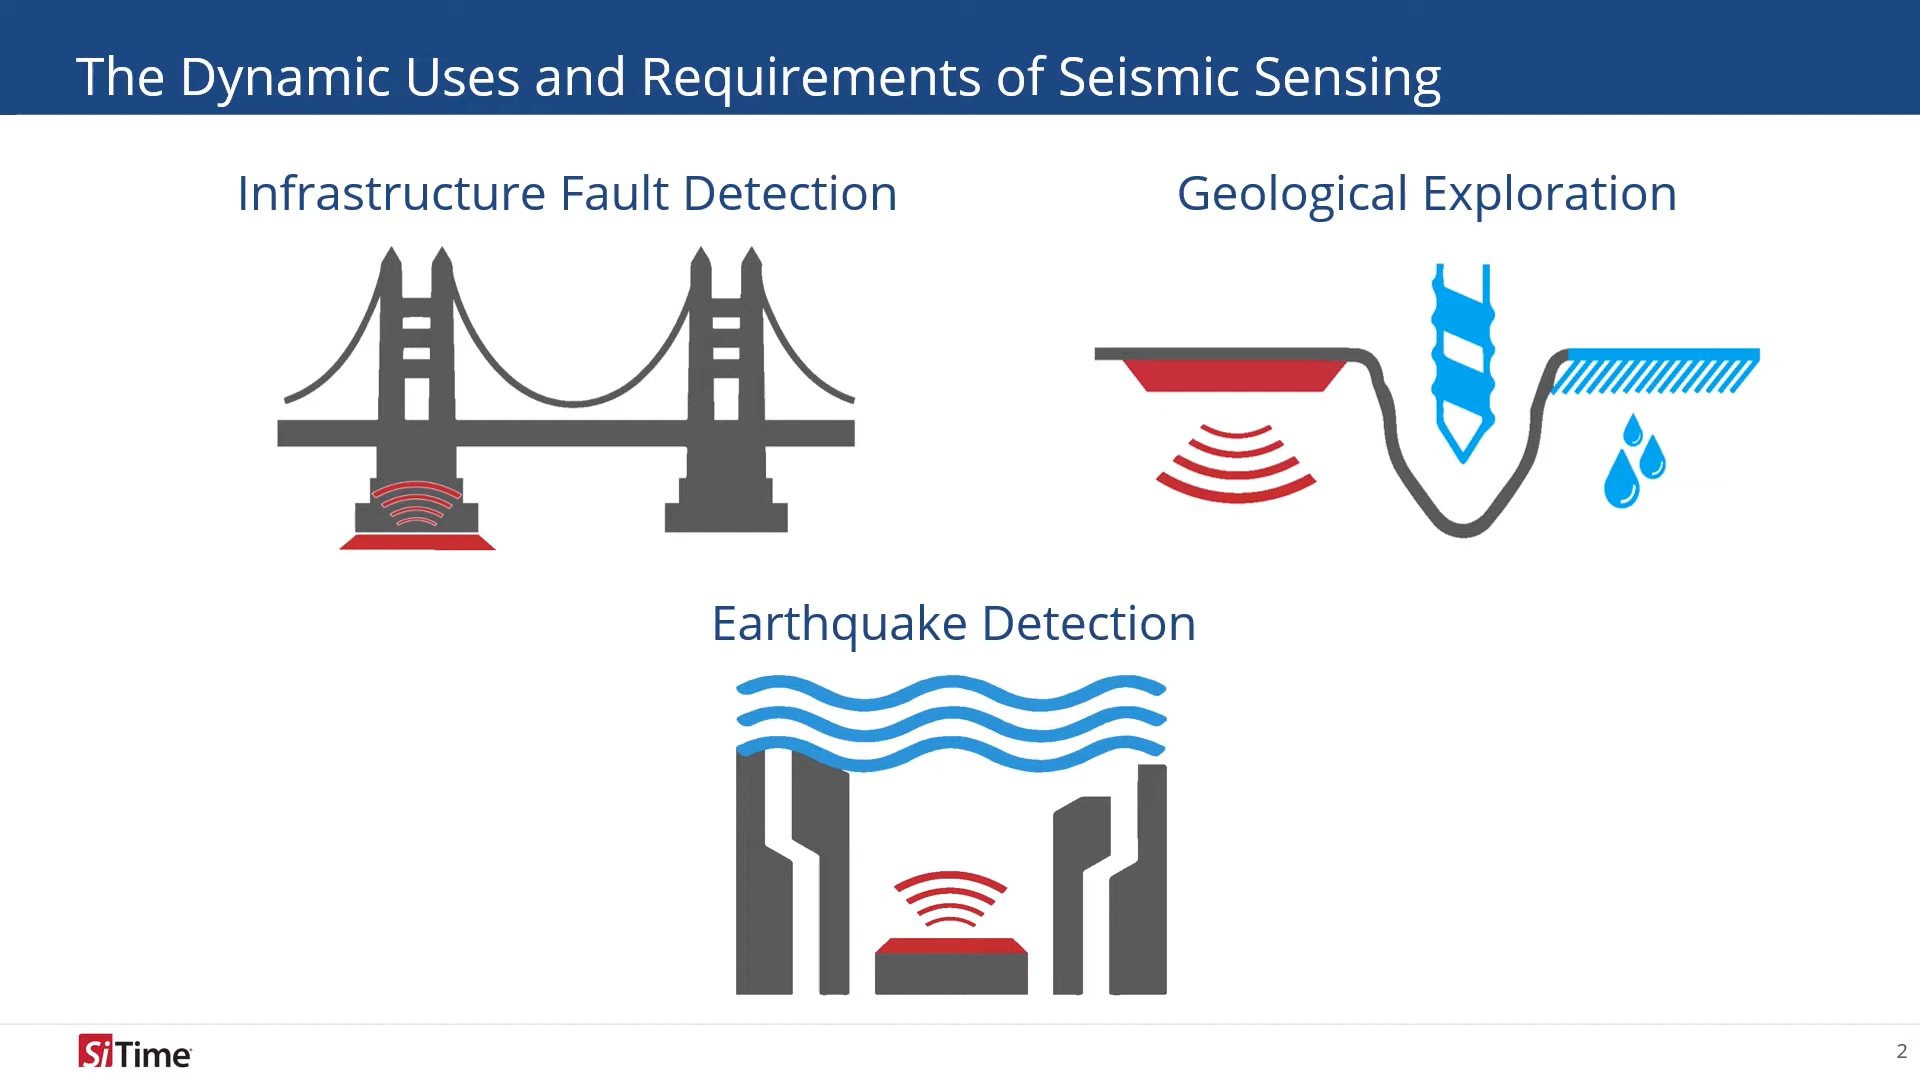 The Dynamic Uses and Requirements of Seismic Sensing
Infrastructure Fault Detection
Geological Exploration
Earthquake Detection
SiTime
2